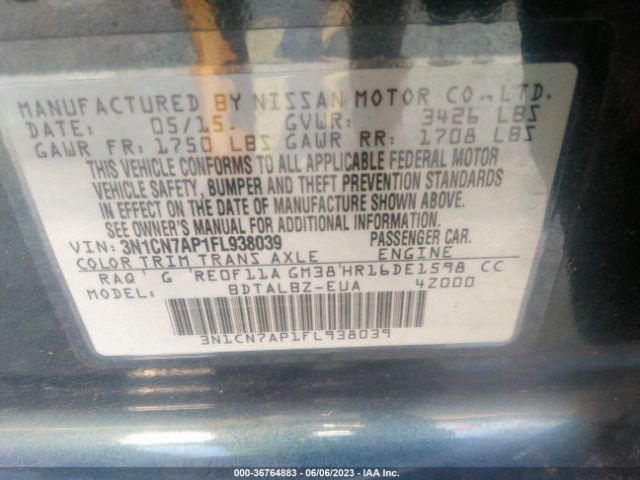 MANUFACTURED BY NISSAN MOTOR CO.,LTD.
DATE: 05/15. GVWR: 3426 LBS
GAWR FR: 1750 LBS GAWR RR: 1708 LBS
THIS VEHICLE CONFORMS TO ALL APPLICABLE FEDERAL MOTOR
VEHICLE SAFETY, BUMPER AND THEFT PREVENTION STANDARDS
IN EFFECT ON THE DATE OF MANUFACTURE SHOWN ABOVE.
SEE OWNER'S MANUAL FOR ADDITIONAL INFORMATION.
VIN: 3N1CN7AP1FL938039 PASSENGER CAR.
COLOR TRIM TRANS AXLE ENGINE
RAQ G RE0F11A GM38 HR16DE1598 CC
MODEL: BDTALBZ-EUA 4Z000
3N1CN7AP1FL938039
000-36764883 - 06/06/2023 - IAA Inc.